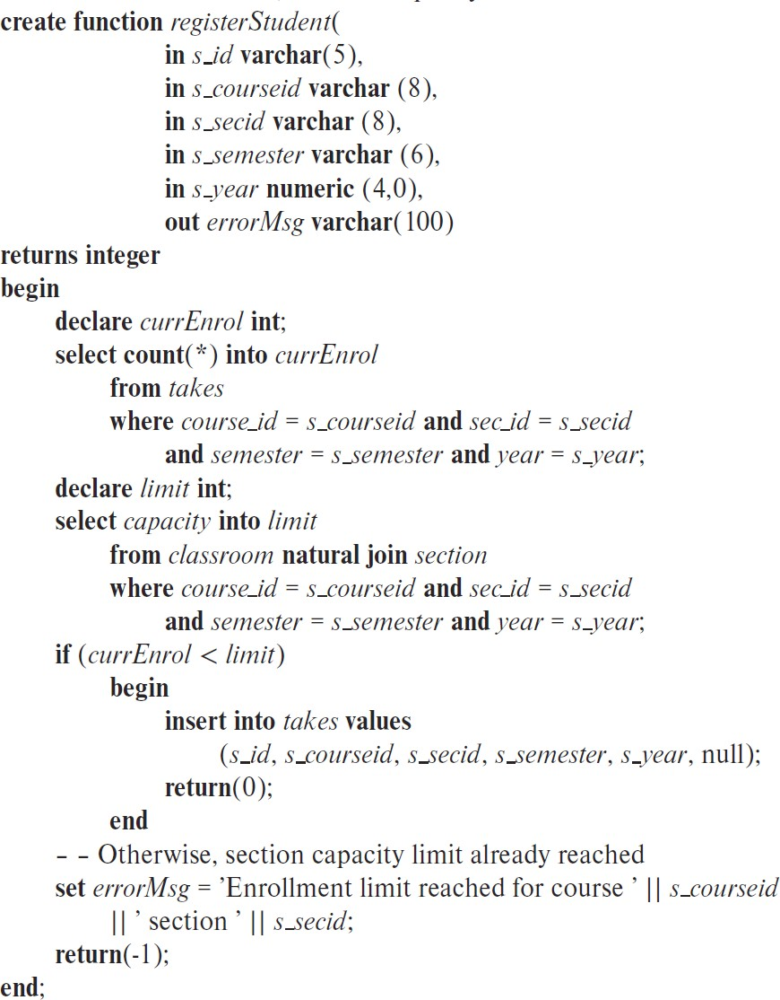 create function registerStudent(
in s_id varchar(5),
in s_courseid varchar (8),
in s_secid varchar (8),
in s_semester varchar (6),
in s_year numeric (4,0),
out errorMsg varchar(100)
returns integer
begin
declare currEnrol int;
select count(*) into currEnrol
from takes
where course_id = s_courseid and sec_id = s_secid
and semester = s_semester and year = s_year;
declare limit int;
select capacity into limit
from classroom natural join section
where course_id = s_courseid and sec_id = s_secid
and semester = s_semester and year = s_year;
if (currEnrol < limit)
begin
insert into takes values
(s_id, s_courseid, s_secid, s_semester, s_year, null);
return(0);
end
– – Otherwise, section capacity limit already reached
set errorMsg = ’Enrollment limit reached for course ’ || s_courseid
|| ’ section ’ || s_secid;
return(-1);
end;